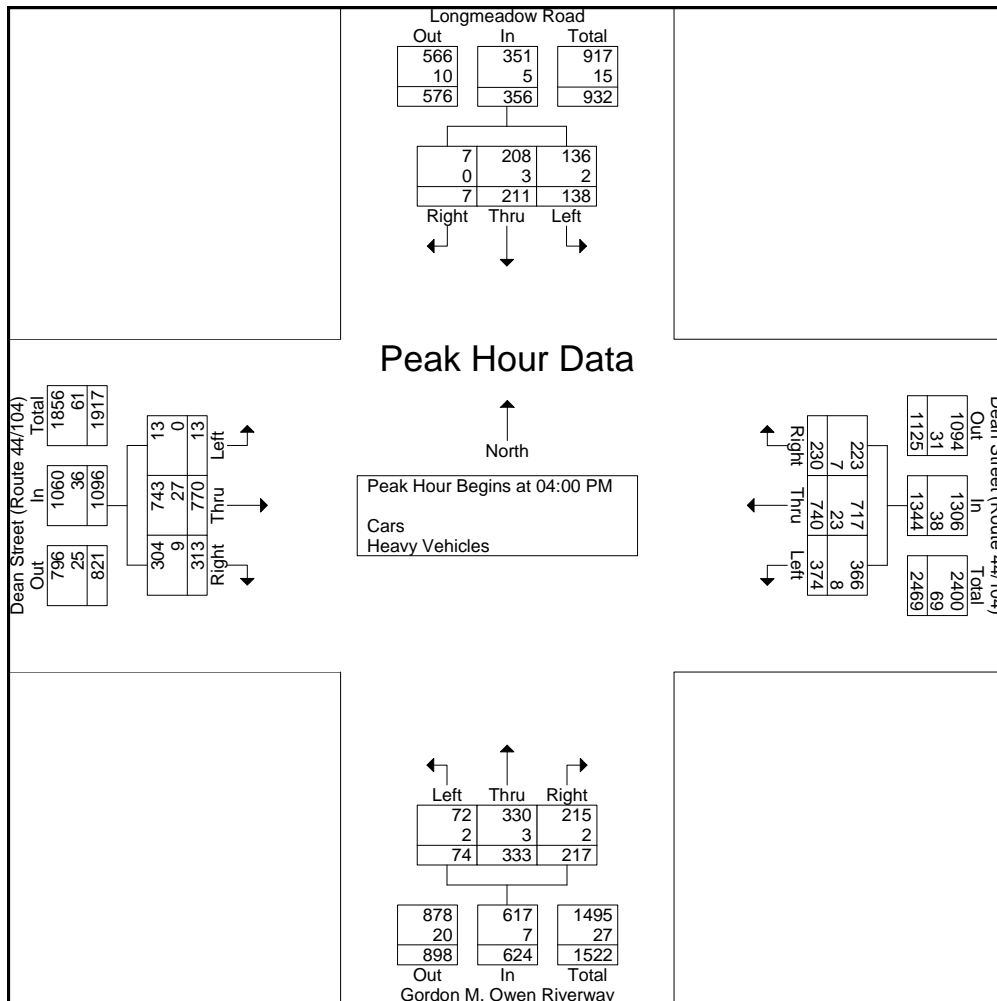 Longmeadow Road
Out In Total
566 351 917
10 5 15
576 356 932
7 208 136
0 3 2
7 211 138
Right Thru Left
Peak Hour Data
North
Peak Hour Begins at 04:00 PM
Cars
Heavy Vehicles
Dean Street (Route 44/104)
Out In Total
796 1060 1856
25 36 61
821 1096 1917
Right Thru Left
304 743 13
9 27 0
313 770 13
Dean Street (Route 44/104)
Out In Total
1094 1306 2400
31 38 69
1125 1344 2469
223 717 366
7 23 8
230 740 374
Right Thru Left
Left Thru Right
72 330 215
2 3 2
74 333 217
878 617 1495
20 7 27
898 624 1522
Out In Total
Gordon M. Owen Riverway